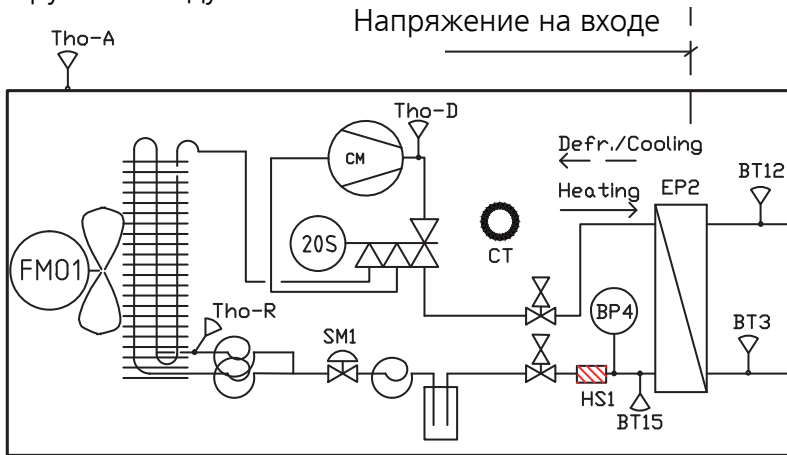 Напряжение на входе
Tho-A
Tho-D
CM
Defr./Cooling
Heating
EP2
BT12
20S
CT
FM01
Tho-R
SM1
BP4
BT3
HS1
BT15